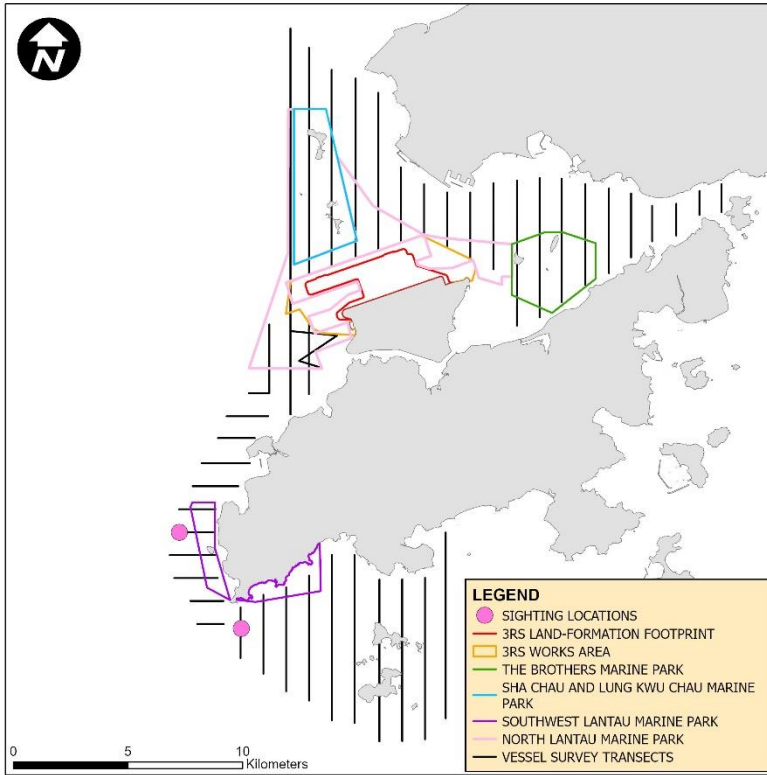 N
LEGEND
SIGHTING LOCATIONS
3RS LAND-FORMATION FOOTPRINT
3RS WORKS AREA
THE BROTHERS MARINE PARK
SHA CHAU AND LUNG KWU CHAU MARINE
PARK
SOUTHWEST LANTAU MARINE PARK
NORTH LANTAU MARINE PARK
VESSEL SURVEY TRANSECTS
0 5 10
Kilometers